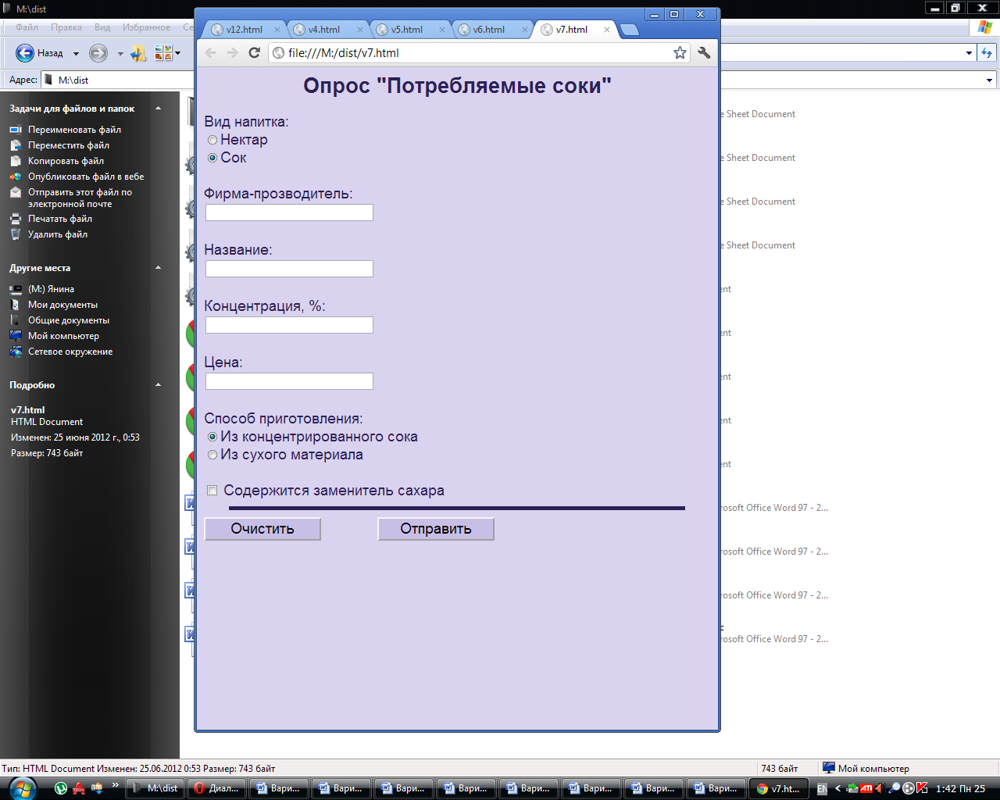 M:\dist
Файл Правка Вид Избранное Се
Назад
Адрес: M:\dist
Задачи для файлов и папок
Переименовать файл
Переместить файл
Копировать файл
Опубликовать файл в вебе
Отправить этот файл по
электронной почте
Печатать файл
Удалить файл
Другие места
(M:) Янина
Мои документы
Общие документы
Мой компьютер
Сетевое окружение
Подробно
v7.html
HTML Document
Изменен: 25 июня 2012 г., 0:53
Размер: 743 байт
v12.html v4.html v5.html v6.html v7.html
file:///M:/dist/v7.html
Опрос "Потребляемые соки"
Вид напитка:
Нектар
Сок
Фирма-прозводитель:
Название:
Концентрация, %:
Цена:
Способ приготовления:
Из концентрированного сока
Из сухого материала
Содержится заменитель сахара
Очистить Отправить
e Sheet Document
e Sheet Document
e Sheet Document
e Sheet Document
ent
ent
ent
ent
ent
rosoft Office Word 97 - 2...
rosoft Office Word 97 - 2...
rosoft Office Word 97 - 2...
с
rosoft Office Word 97 - 2...
Тип: HTML Document Изменен: 25.06.2012 0:53 Размер: 743 байт 743 байт Мой компьютер
» M:\dist Диал... Вари... Вари... Вари... Вари... Вари... Вари... Вари... Вари... v7.ht... EN ATI 1:42 Пн 25